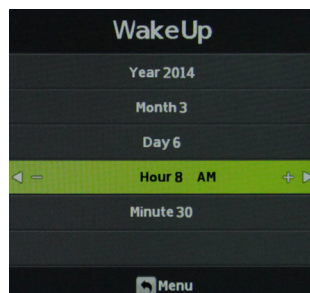 WakeUp
Year 2014
Month 3
Day 6
Hour 8 AM
Minute 30
Menu